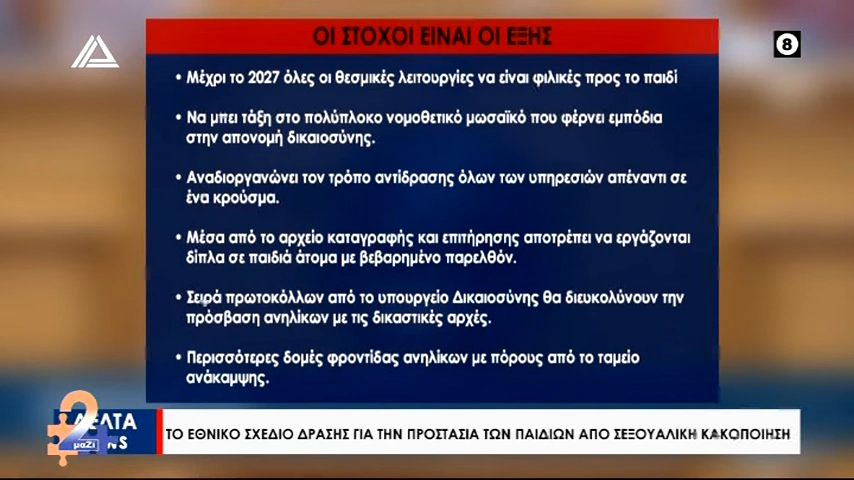 ΟΙ ΣΤΟΧΟΙ ΕΙΝΑΙ ΟΙ ΕΞΗΣ
8
• Μέχρι το 2027 όλες οι θεσμικές λειτουργίες να είναι φιλικές προς το παιδί
• Να μπει τάξη στο πολύπλοκο νομοθετικό μωσαϊκό που φέρνει εμπόδια
στην απονομή δικαιοσύνης.
• Αναδιοργανώνει τον τρόπο αντίδρασης όλων των υπηρεσιών απέναντι σε
ένα κρούσμα.
• Μέσα από το αρχείο καταγραφής και επιτήρησης αποτρέπει να εργάζονται
δίπλα σε παιδιά άτομα με βεβαρημένο παρελθόν.
• Σειρά πρωτοκόλλων από το υπουργείο Δικαιοσύνης θα διευκολύνουν την
πρόσβαση ανηλίκων με τις δικαστικές αρχές.
• Περισσότερες δομές φροντίδας ανηλίκων με πόρους από το ταμείο
ανάκαμψης.
2
μαζί
ΤΟ ΕΘΝΙΚΟ ΣΧΕΔΙΟ ΔΡΑΣΗΣ ΓΙΑ ΤΗΝ ΠΡΟΣΤΑΣΙΑ ΤΩΝ ΠΑΙΔΙΩΝ ΑΠΟ ΣΕΞΟΥΑΛΙΚΗ ΚΑΚΟΠΟΙΗΣΗ